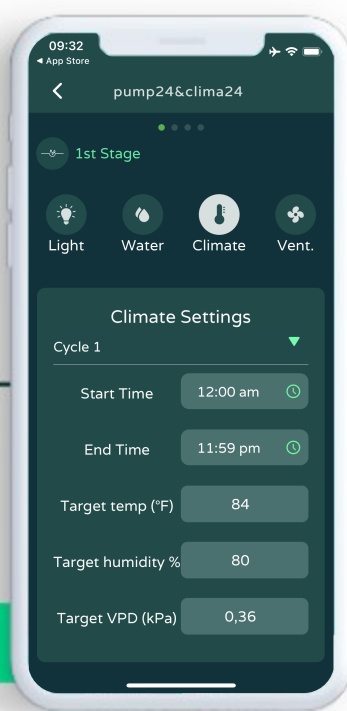 09:32
◀ App Store
pump24&clima24
1st Stage
Light Water Climate Vent.
Climate Settings
Cycle 1
Start Time 12:00 am
End Time 11:59 pm
Target temp (°F) 84
Target humidity % 80
Target VPD (kPa) 0,36